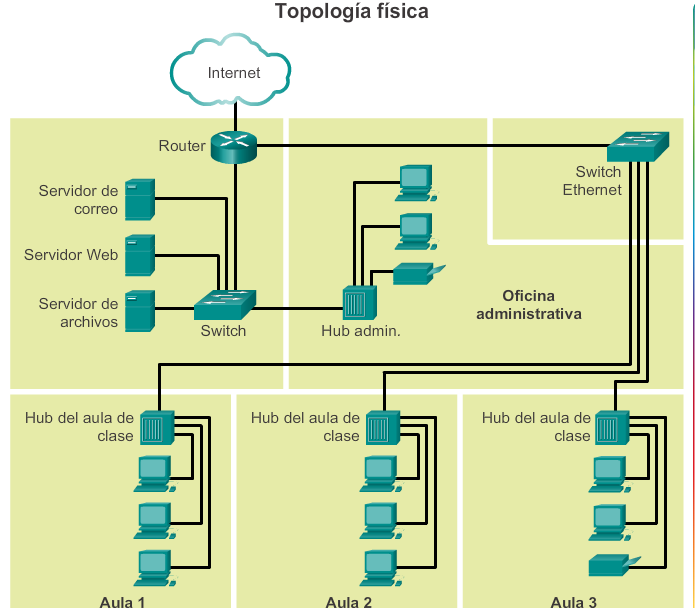 Topología física
Internet
Router
Switch
Ethernet
Servidor de
correo
Servidor Web
Servidor de
archivos
Switch
Hub admin.
Oficina
administrativa
Hub del aula de
clase
Hub del aula de
clase
Hub del aula de
clase
Aula 1
Aula 2
Aula 3